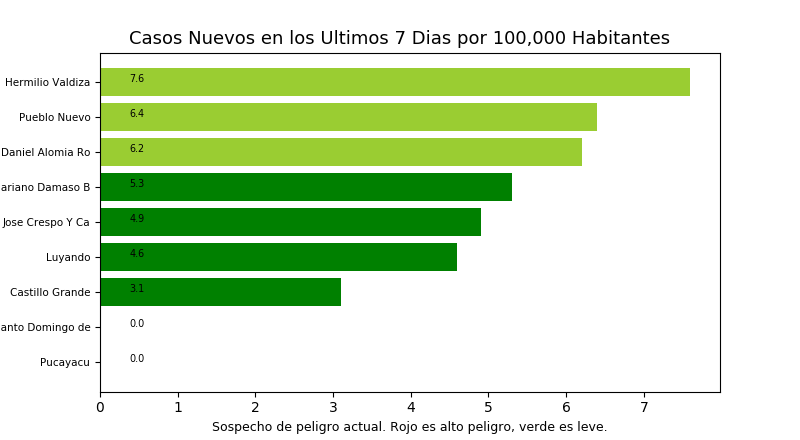 Casos Nuevos en los Ultimos 7 Dias por 100,000 Habitantes
Hermilio Valdiza 7.6
Pueblo Nuevo 6.4
Daniel Alomia Ro 6.2
ariano Damaso B 5.3
Jose Crespo Y Ca 4.9
Luyando 4.6
Castillo Grande 3.1
anto Domingo de 0.0
Pucayacu 0.0
0 1 2 3 4 5 6 7
Sospecho de peligro actual. Rojo es alto peligro, verde es leve.